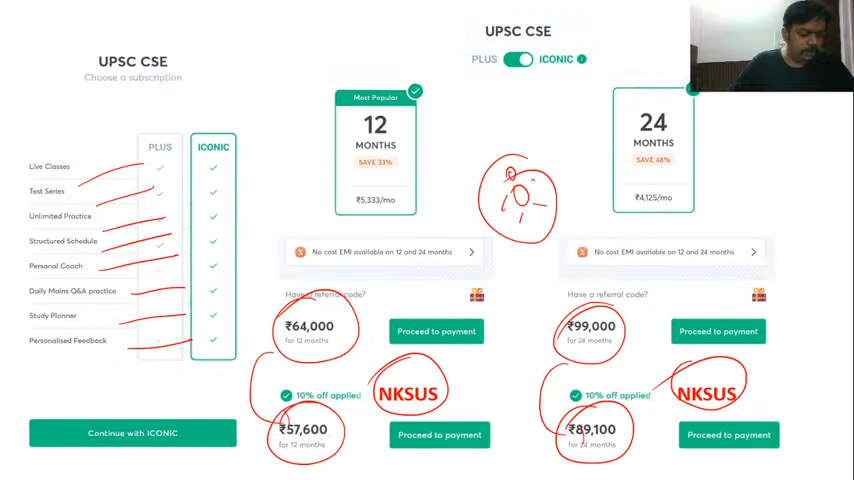 UPSC CSE
Choose a subscription
PLUS ICONIC
Live Classes
Test Series
Unlimited Practice
Structured Schedule
Personal Coach
Daily Mains Q&A practice
Study Planner
Personalised Feedback
Continue with ICONIC
UPSC CSE
PLUS ICONIC
Most Popular
12
MONTHS
SAVE 33%
₹5,333/mo
No cost EMI available on 12 and 24 months
Have a referral code?
₹64,000
for 12 months
Proceed to payment
10% off applied
NKSUS
₹57,600
for 12 months
Proceed to payment
24
MONTHS
SAVE 48%
₹4,125/mo
No cost EMI available on 12 and 24 months
Have a referral code?
₹99,000
for 24 months
Proceed to payment
10% off applied
NKSUS
₹89,100
for 24 months
Proceed to payment